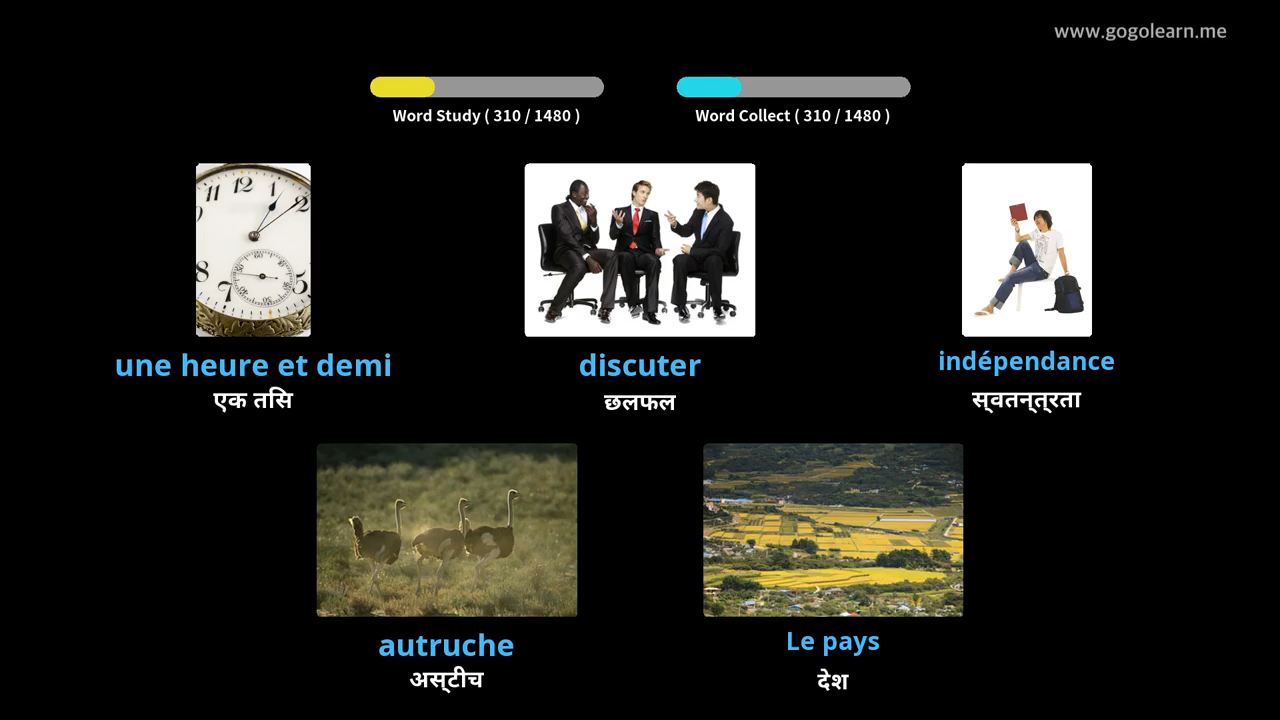 www.gogolearn.me
Word Study ( 310 / 1480 )
Word Collect ( 310 / 1480 )
une heure et demi
एक तिस
discuter
छलफल
indépendance
स्वतन्त्रता
autruche
अस्टीच
Le pays
देश